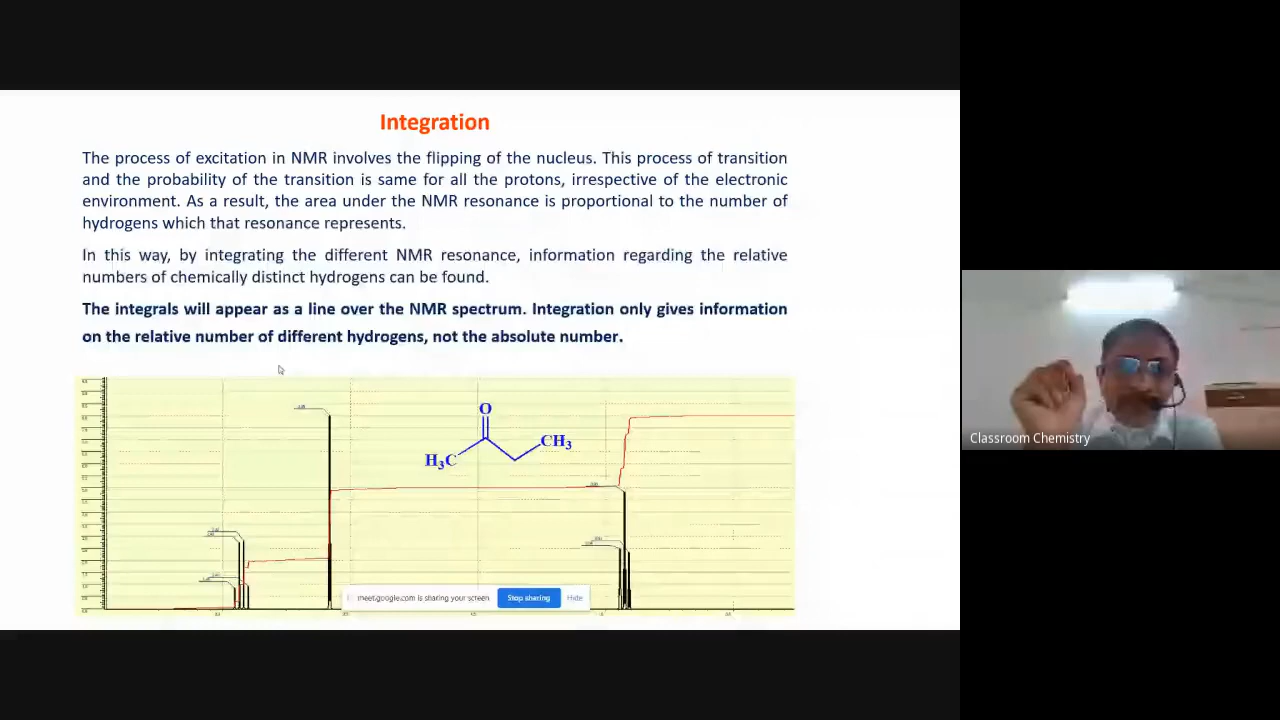 Integration
The process of excitation in NMR involves the flipping of the nucleus. This process of transition
and the probability of the transition is same for all the protons, irrespective of the electronic
environment. As a result, the area under the NMR resonance is proportional to the number of
hydrogens which that resonance represents.
In this way, by integrating the different NMR resonance, information regarding the relative
numbers of chemically distinct hydrogens can be found.
The integrals will appear as a line over the NMR spectrum. Integration only gives information
on the relative number of different hydrogens, not the absolute number.
O
CH3
H3C
meet.google.com is sharing your screen
Stop sharing
Hide
Classroom Chemistry